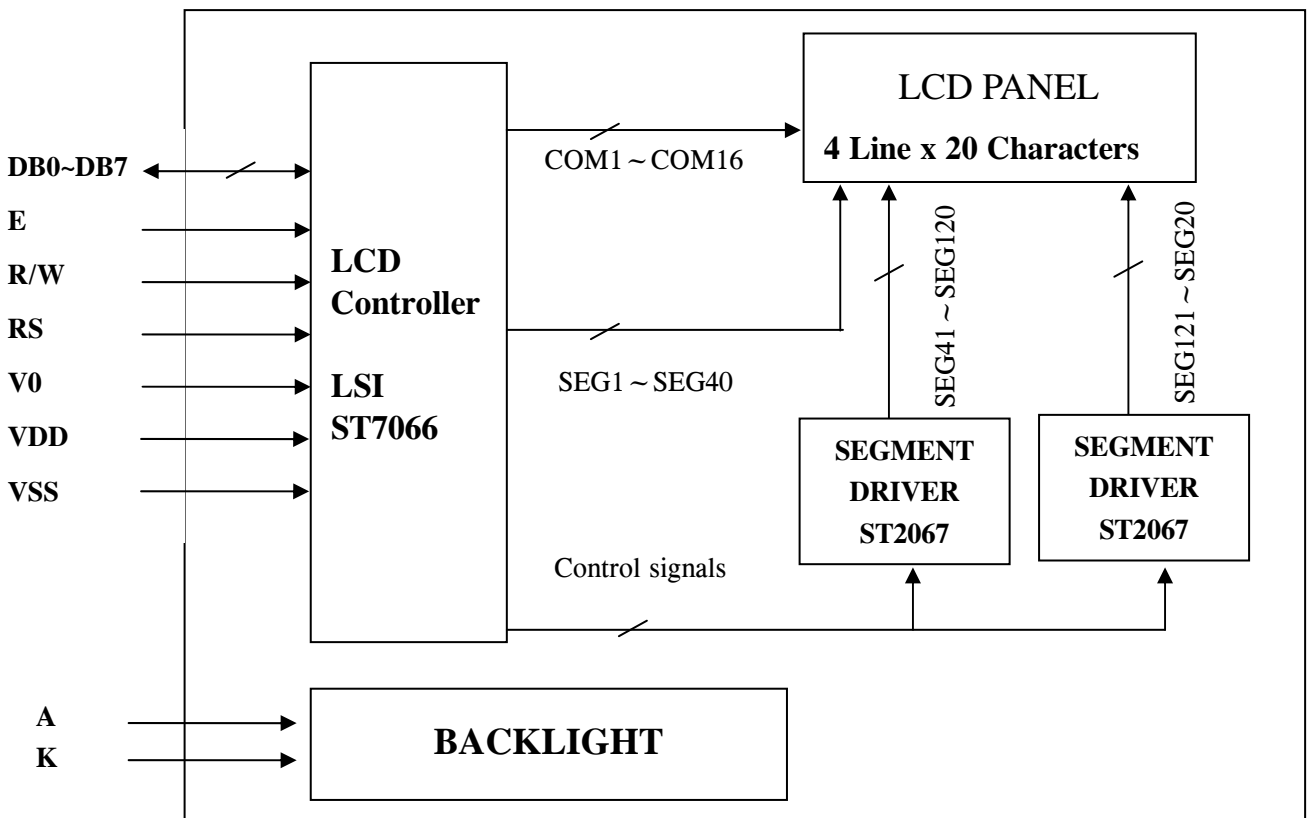 LCD PANEL
4 Line x 20 Characters
DB0~DB7
E
R/W
RS
V0
VDD
VSS
LCD
Controller
LSI
ST7066
COM1 ~ COM16
SEG1 ~ SEG40
SEG41 ~ SEG120
SEG121 ~ SEG20
SEGMENT
DRIVER
ST2067
SEGMENT
DRIVER
ST2067
Control signals
A
K
BACKLIGHT